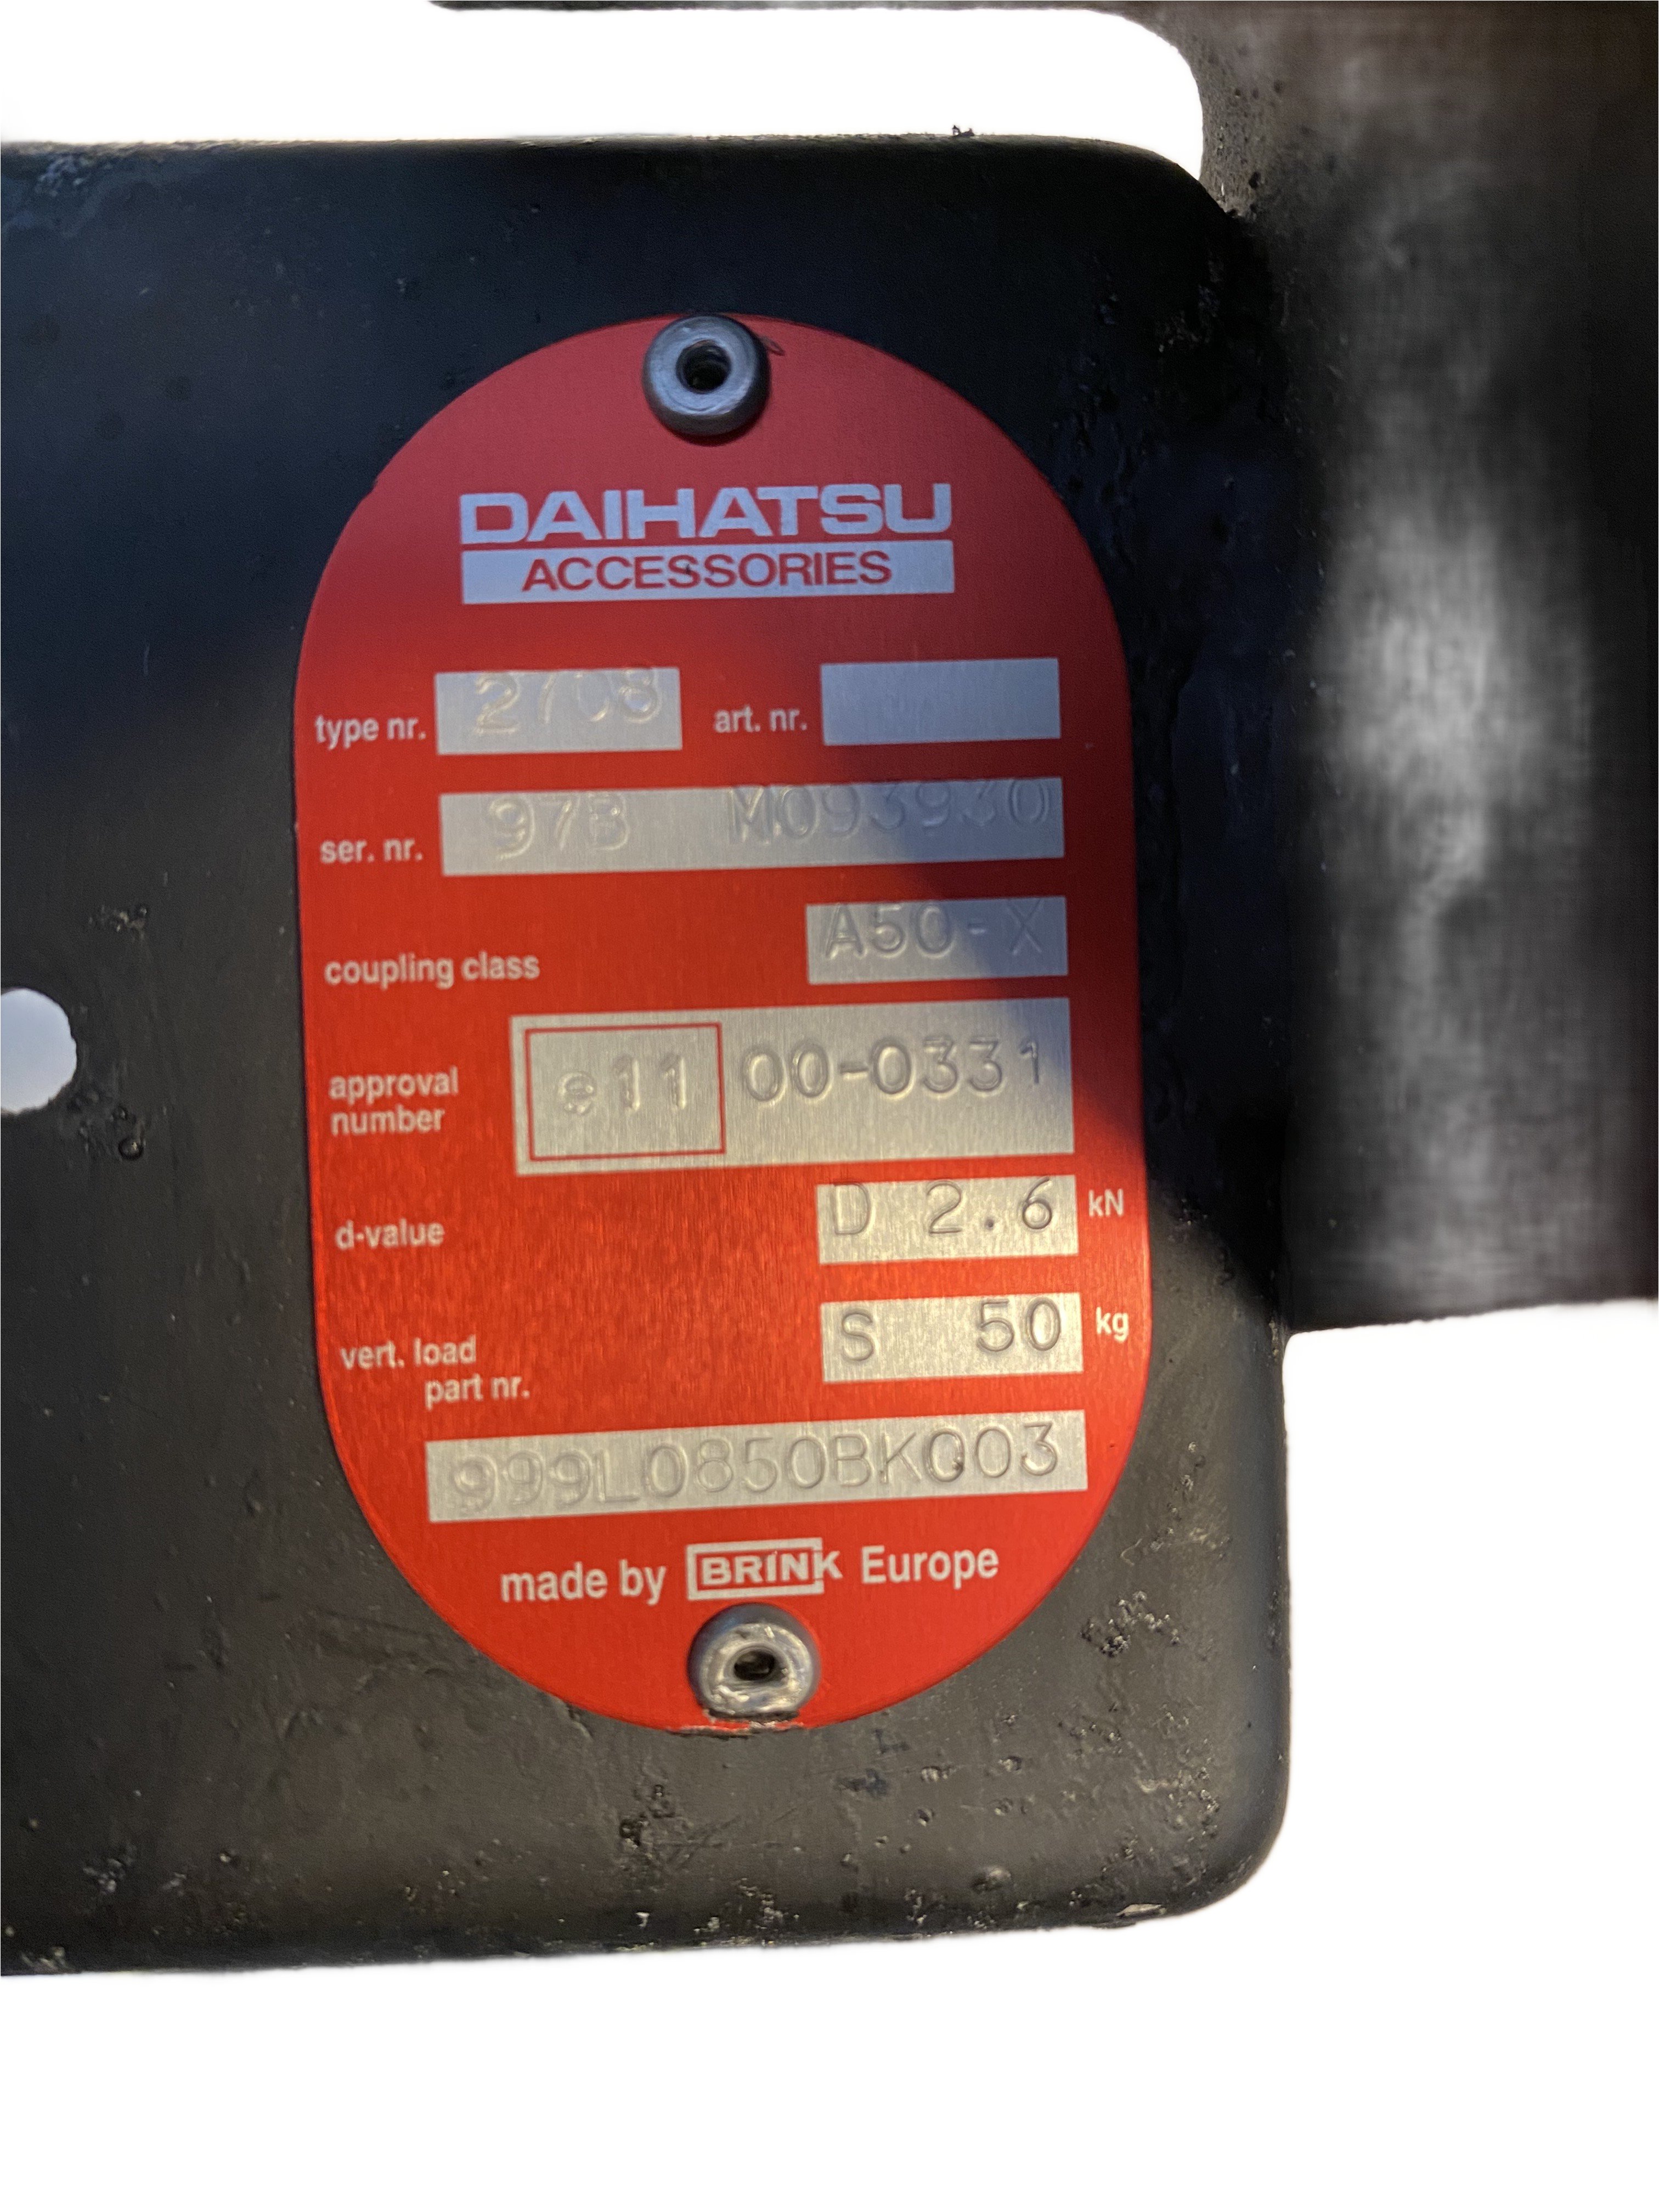 DAIHATSU
ACCESSORIES
type nr. 2708 art. nr.
ser. nr. 978 M093930
coupling class A50-X
approval number e11 00-0331
d-value D 2.6 kN
vert. load S 50 kg
part nr.
999L0850BK003
made by BRINK Europe